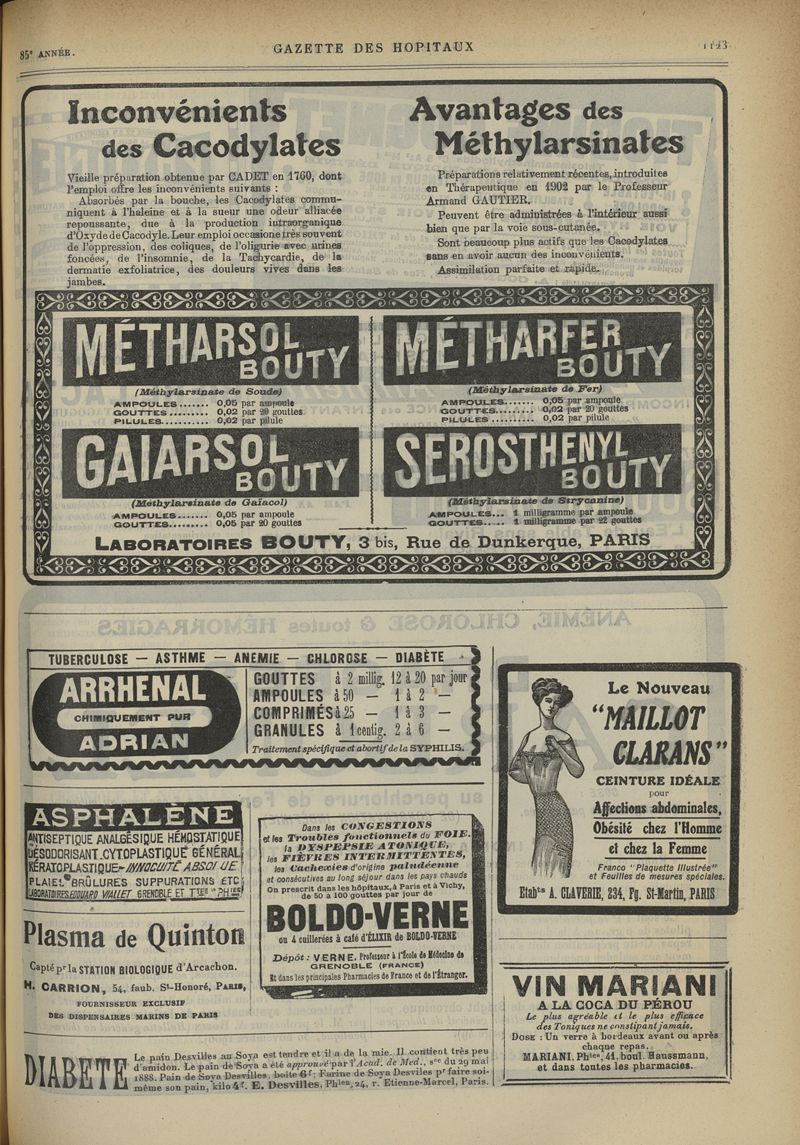 85e ANNÉE.
GAZETTE DES HOPITAUX
1123
Inconvénients
des Cacodylates
Vieille préparation obtenue par CADET en 1760, dont
l'emploi offre les inconvénients suivants :
Absorbés par la bouche, les Cacodylates commu-
niquent à l'haleine et à la sueur une odeur alliacée
repoussante, due à la production intraorganique
d'Oxyde de Cacodyle. Leur emploi occasione très souvent
de l'oppression, des coliques, de l'oligurie avec urines
foncées, de l'insomnie, de la Tachycardie, de la
dermatie exfoliatrice, des douleurs vives dans les
jambes.
Avantages des
Méthylarsinates
Préparations relativement récentes, introduites
en Thérapeutique en 1902 par le Professeur
Armand GAUTIER.
Peuvent être administrées à l'intérieur aussi
bien que par la voie sous-cutanée.
Sont beaucoup plus actifs que les Cacodylates
sans en avoir aucun des inconvénients.
Assimilation parfaite et rapide.
MÉTHARSOL
BOUTY
(Méthylarsinate de Soude)
AMPOULES....... 0,05 par ampoule
GOUTTES......... 0,02 par 20 gouttes
PILULES........... 0,02 par pilule
MÉTHARFER
BOUTY
(Méthylarsinate de Fer)
AMPOULES....... 0,05 par ampoule
GOUTTES......... 0,02 par 20 gouttes
PILULES .......... 0,02 par pilule
GAIARSOL
BOUTY
(Méthylarsinate de Gaïacol)
AMPOULES....... 0,05 par ampoule
GOUTTES......... 0,05 par 20 gouttes
SEROSTHENYL
BOUTY
(Méthylarsinate de Strycanine)
AMPOULES... 1 milligramme par ampoule
GOUTTES..... 1 milligramme par 22 gouttes
LABORATOIRES BOUTY, 3 bis, Rue de Dunkerque, PARIS
TUBERCULOSE — ASTHME — ANEMIE — CHLOROSE — DIABÈTE
ARRHENAL
CHIMIQUEMENT PUR
ADRIAN
GOUTTES à 2 millig. 12 à 20 par jour
AMPOULES à 50 — 1 à 2 —
COMPRIMÉS à 25 — 1 à 3 —
GRANULES à 1 centig. 2 à 6 —
Traitement spécifique et abortif de la SYPHILIS.
Le Nouveau
"MAILLOT
CLARANS"
CEINTURE IDÉALE
pour
Affections abdominales,
Obésité chez l'Homme
et chez la Femme
Franco "Plaquette Illustrée"
et Feuilles de mesures spéciales.
Etabts A. CLAVERIE, 234, Fg. St-Martin, PARIS
ASPHALÈNE
ANTISEPTIQUE ANALGÉSIQUE HÉMOSTATIQUE
DÉSODORISANT.CYTOPLASTIQUE GÉNÉRAL
KÉRATOPLASTIQUE-INNOCUITÉ ABSOLUE
PLAIES BRÛLURES SUPPURATIONS ETC
LABORATOIRES EDOUARD WALLET GRENOBLE ET TTES PHIES
Dans les CONGESTIONS
et les Troubles fonctionnels du FOIE,
la DYSPEPSIE ATONIQUE,
les FIÈVRES INTERMITTENTES,
les Cachexies d'origine paludéenne
et consécutives au long séjour dans les pays chauds
On prescrit dans les hôpitaux, à Paris et à Vichy,
de 50 à 100 gouttes par jour de
BOLDO-VERNE
ou 4 cuillerées à café d'ÉLIXIR de BOLDO-VERNE
Dépôt : VERNE, Professeur à l'École de Médecine de
GRENOBLE (FRANCE)
Et dans les principales Pharmacies de France et de l'Étranger.
Plasma de Quinton
Capté pr la STATION BIOLOGIQUE d'Arcachon.
H. CARRION, 54, faub. St-Honoré, PARIS,
FOURNISSEUR EXCLUSIF
DES DISPENSAIRES MARINS DE PARIS
VIN MARIANI
A LA COCA DU PÉROU
Le plus agréable et le plus efficace
des Toniques ne constipant jamais.
DOSE : Un verre à bordeaux avant ou après
chaque repas.
MARIANI, Phien, 41, boul. Haussmann,
et dans toutes les pharmacies.
DIABETE
Le pain Desvilles au Soya est tendre et il a de la mie. Il contient très peu
d'amidon. Le pain de Soya a été approuvé par l'Acad. de Med., sce du 29 mai
1888. Pain de Soya Desvilles, boîte 6f; Farine de Soya Desviles pr faire soi-
même son pain, kilo 4f. E. Desvilles, Phien, 24, r. Etienne-Marcel, Paris.